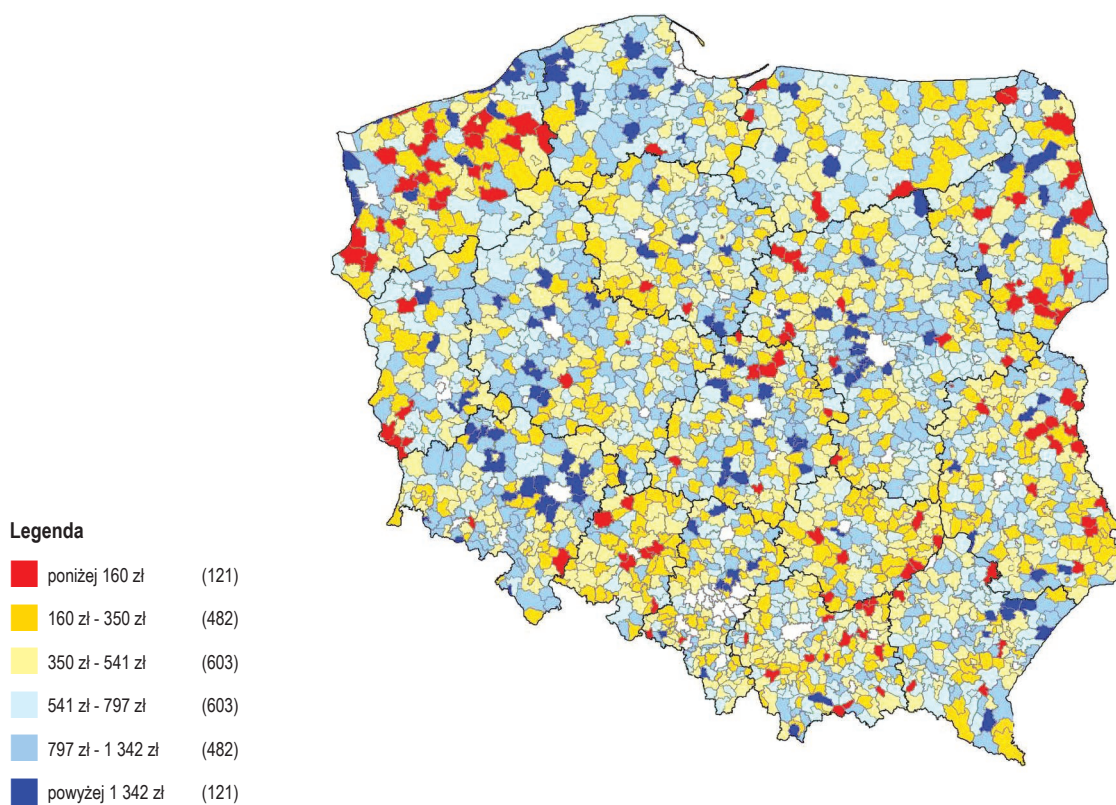 Legenda
poniżej 160 zł (121)
160 zł - 350 zł (482)
350 zł - 541 zł (603)
541 zł - 797 zł (603)
797 zł - 1 342 zł (482)
powyżej 1 342 zł (121)